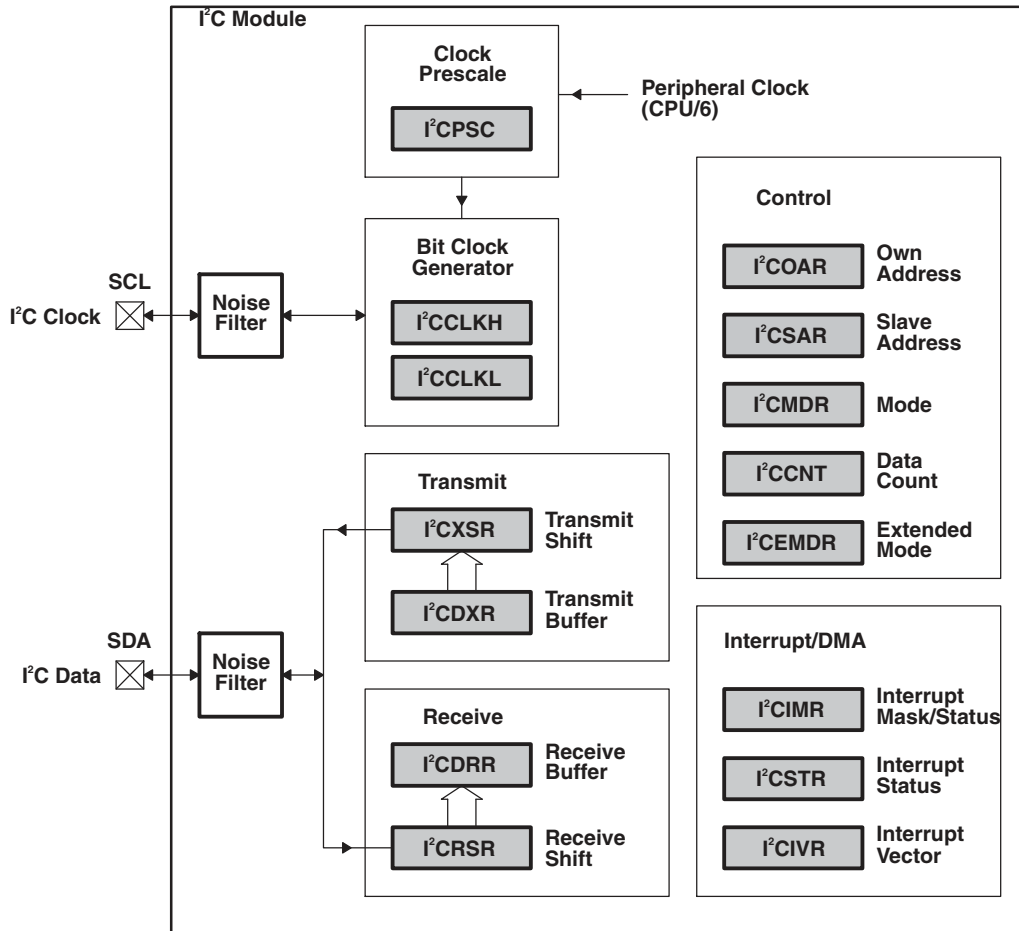 I²C Module
Clock
Prescale
I²CPSC
Peripheral Clock
(CPU/6)
Bit Clock
Generator
I²CCLKH
I²CCLKL
SCL
I²C Clock
Noise
Filter
Control
I²COAR
Own
Address
I²CSAR
Slave
Address
I²CMDR
Mode
I²CCNT
Data
Count
I²CEMDR
Extended
Mode
Transmit
I²CXSR
Transmit
Shift
I²CDXR
Transmit
Buffer
SDA
I²C Data
Noise
Filter
Receive
I²CDRR
Receive
Buffer
I²CRSR
Receive
Shift
Interrupt/DMA
I²CIMR
Interrupt
Mask/Status
I²CSTR
Interrupt
Status
I²CIVR
Interrupt
Vector